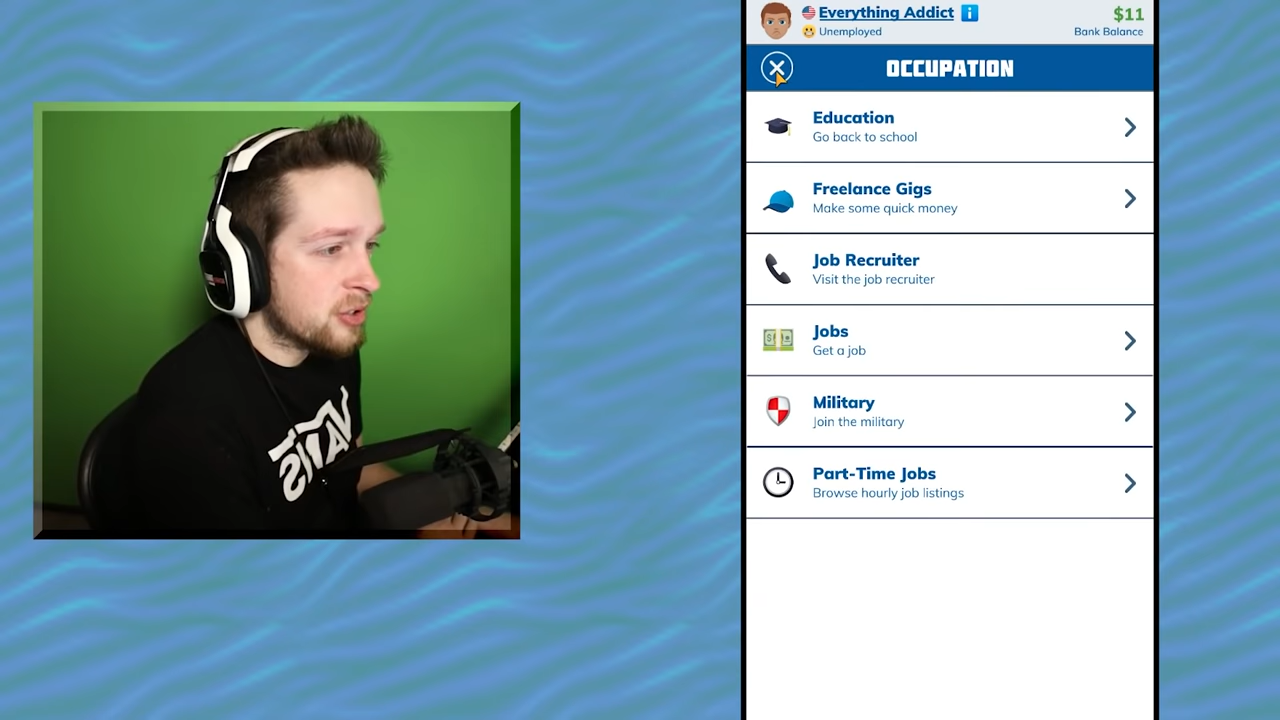 Everything Addict
$11
Unemployed
Bank Balance
OCCUPATION
Education
Go back to school
Freelance Gigs
Make some quick money
Job Recruiter
Visit the job recruiter
Jobs
Get a job
Military
Join the military
Part-Time Jobs
Browse hourly job listings
VANS